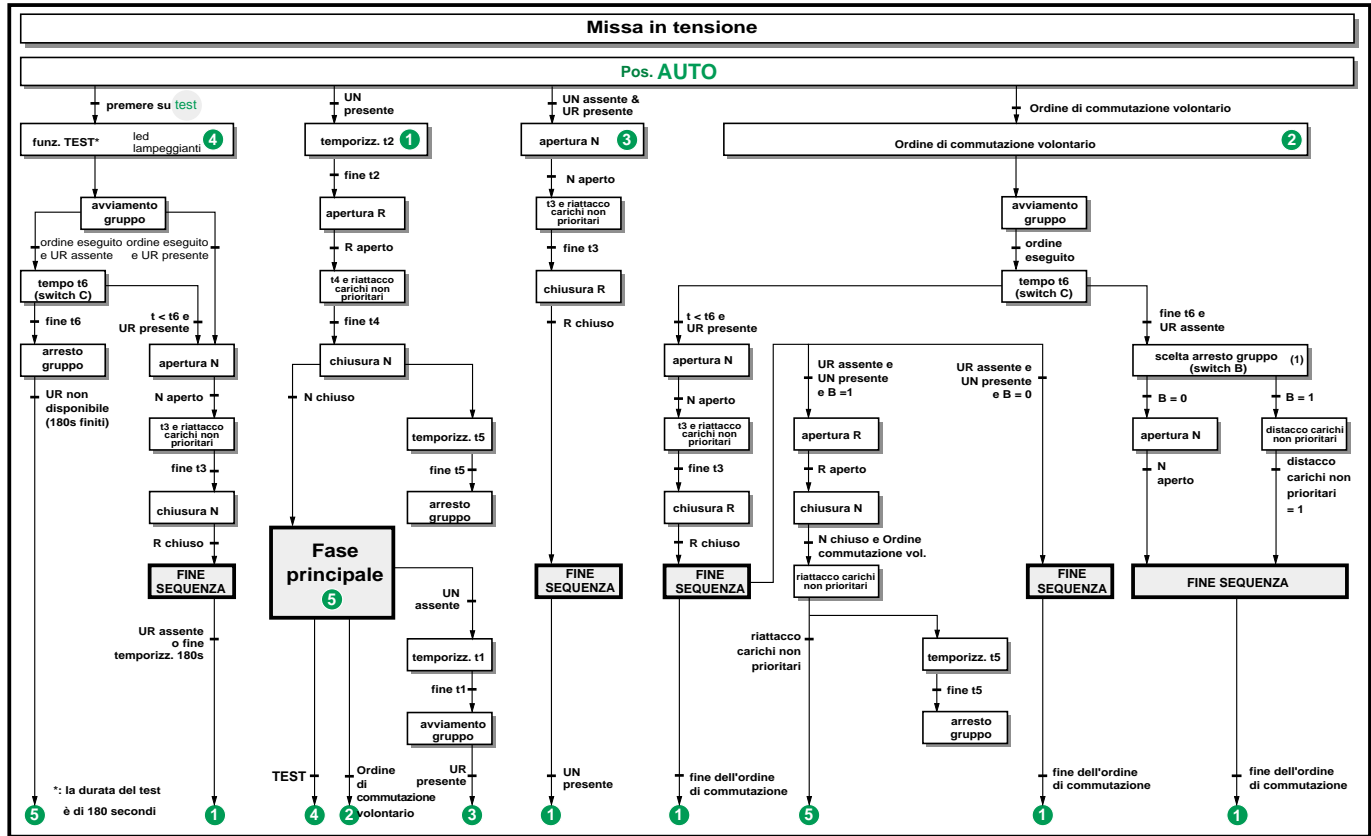 Missa in tensione
Pos. AUTO
premere su test
funz. TEST*
led
lampeggianti
4
avviamento
gruppo
ordine eseguito
e UR assente
ordine eseguito
e UR presente
tempo t6
(switch C)
fine t6
t < t6 e
UR presente
arresto
gruppo
UR non
disponibile
(180s finiti)
apertura N
N aperto
t3 e riattacco
carichi non
prioritari
fine t3
chiusura N
R chiuso
FINE
SEQUENZA
UR assente
o fine
temporizz. 180s
*: la durata del test
è di 180 secondi
5
1
UN
presente
temporizz. t2
1
fine t2
apertura R
R aperto
t4 e riattacco
carichi non
prioritari
fine t4
chiusura N
N chiuso
temporizz. t5
fine t5
arresto
gruppo
Fase
principale
5
UN
assente
temporizz. t1
fine t1
avviamento
gruppo
TEST
Ordine
di
commutazione
volontario
UR
presente
4
2
3
UN assente &
UR presente
apertura N
3
N aperto
t3 e riattacco
carichi non
prioritari
fine t3
chiusura R
R chiuso
FINE
SEQUENZA
UN
presente
1
Ordine di commutazione volontario
Ordine di commutazione volontario
2
avviamento
gruppo
ordine
eseguito
tempo t6
(switch C)
t < t6 e
UR presente
apertura N
N aperto
t3 e riattacco
carichi non
prioritari
fine t3
chiusura R
R chiuso
FINE
SEQUENZA
fine dell'ordine
di commutazione
1
UR assente e
UN presente
e B =1
apertura R
R aperto
chiusura N
N chiuso e Ordine
commutazione vol.
riattacco carichi
non prioritari
riattacco
carichi non
prioritari
temporizz. t5
fine t5
arresto
gruppo
5
UR assente e
UN presente
e B = 0
FINE
SEQUENZA
fine dell'ordine
di commutazione
1
fine t6 e
UR assente
scelta arresto gruppo
(switch B)
(1)
B = 0
B = 1
apertura N
distacco carichi
non prioritari
N
aperto
distacco
carichi non
prioritari
= 1
FINE SEQUENZA
fine dell'ordine
di commutazione
1